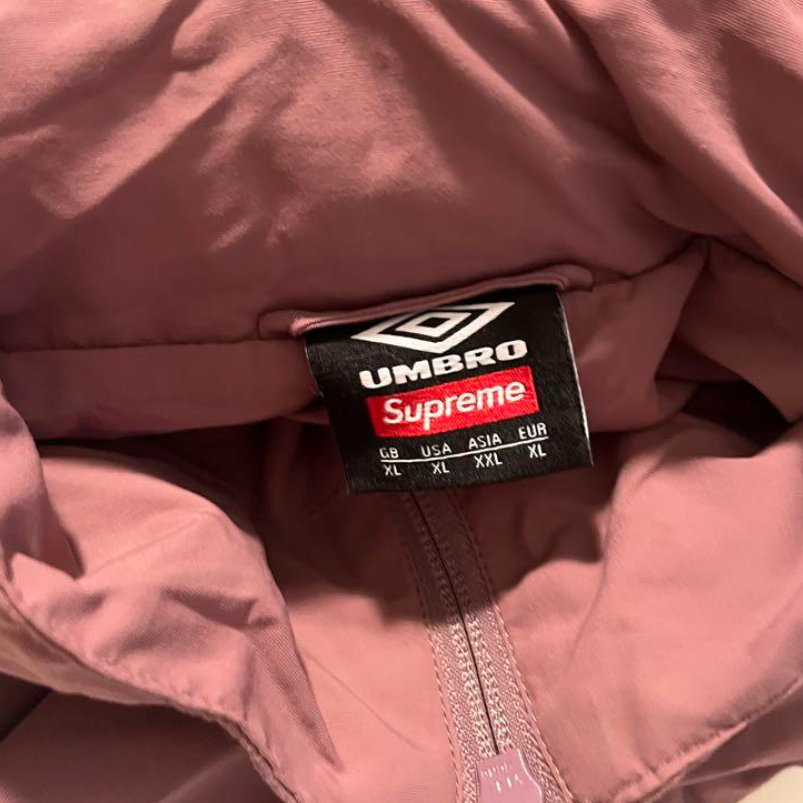 UMBRO
Supreme
GB USA ASIA EUR
XL XL XXL XL